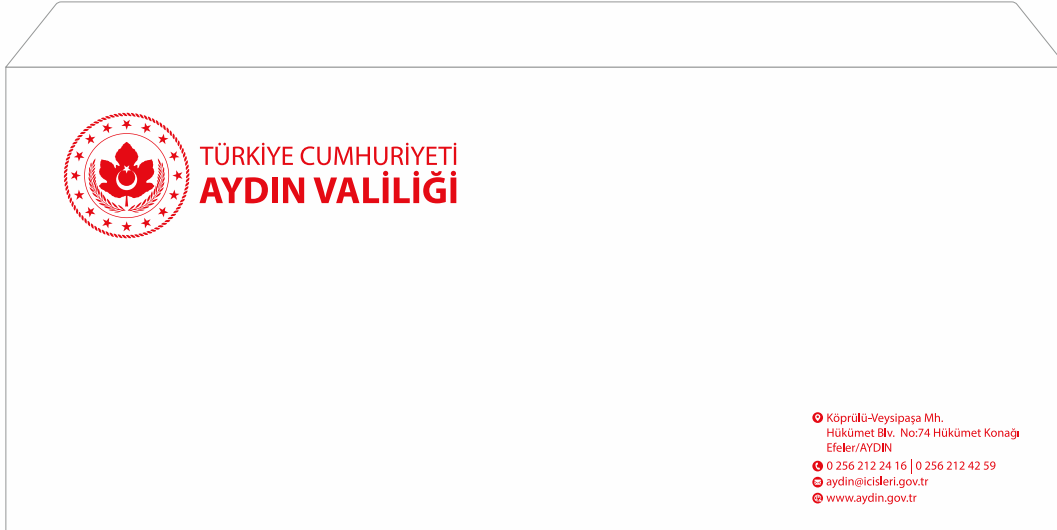 TÜRKİYE CUMHURİYETİ
AYDIN VALİLİĞİ
Köprülü-Veysipaşa Mh.
Hükümet Blv. No:74 Hükümet Konağı
Efeler/AYDIN
0 256 212 24 16 | 0 256 212 42 59
aydin@icisleri.gov.tr
www.aydin.gov.tr